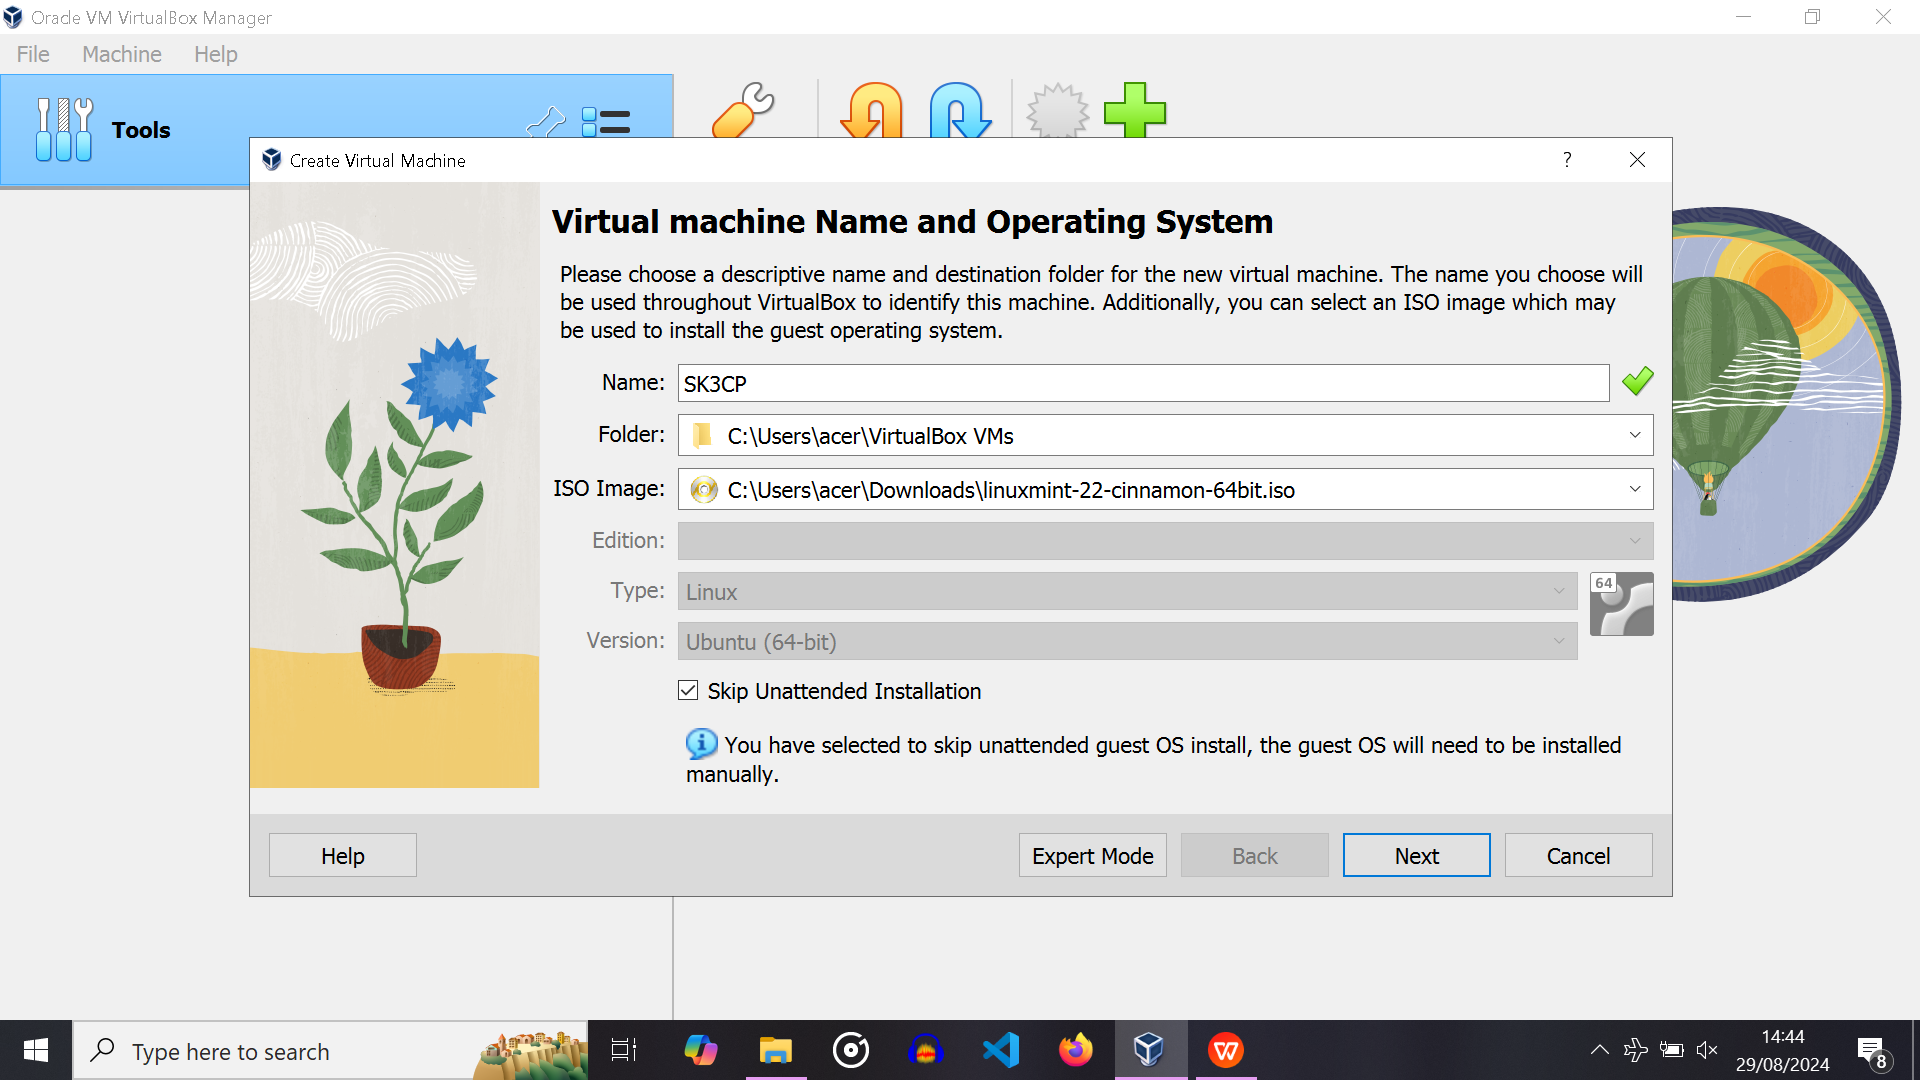 Oracle VM VirtualBox Manager
File Machine Help
Tools
Create Virtual Machine
?
Virtual machine Name and Operating System
Please choose a descriptive name and destination folder for the new virtual machine. The name you choose will
be used throughout VirtualBox to identify this machine. Additionally, you can select an ISO image which may
be used to install the guest operating system.
Name: SK3CP
Folder: C:\Users\acer\VirtualBox VMs
ISO Image: C:\Users\acer\Downloads\linuxmint-22-cinnamon-64bit.iso
Edition:
Type: Linux
64
Version: Ubuntu (64-bit)
Skip Unattended Installation
You have selected to skip unattended guest OS install, the guest OS will need to be installed
manually.
Help Expert Mode Back Next Cancel
Type here to search
14:44
29/08/2024
8